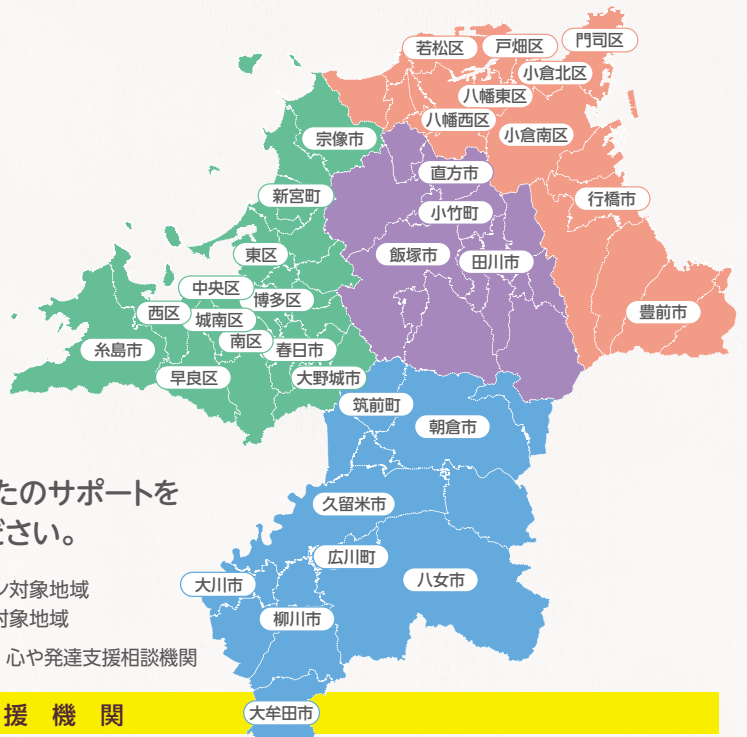 若松区
戸畑区
門司区
小倉北区
八幡東区
八幡西区
小倉南区
宗像市
直方市
新宮町
小竹町
行橋市
東区
飯塚市
田川市
中央区
博多区
西区
城南区
豊前市
南区
春日市
糸島市
早良区
大野城市
筑前町
朝倉市
たのサポートを
ださい。
久留米市
広川町
大川市
八女市
ン対象地域
対象地域
柳川市
心や発達支援相談機関
援機関
大牟田市